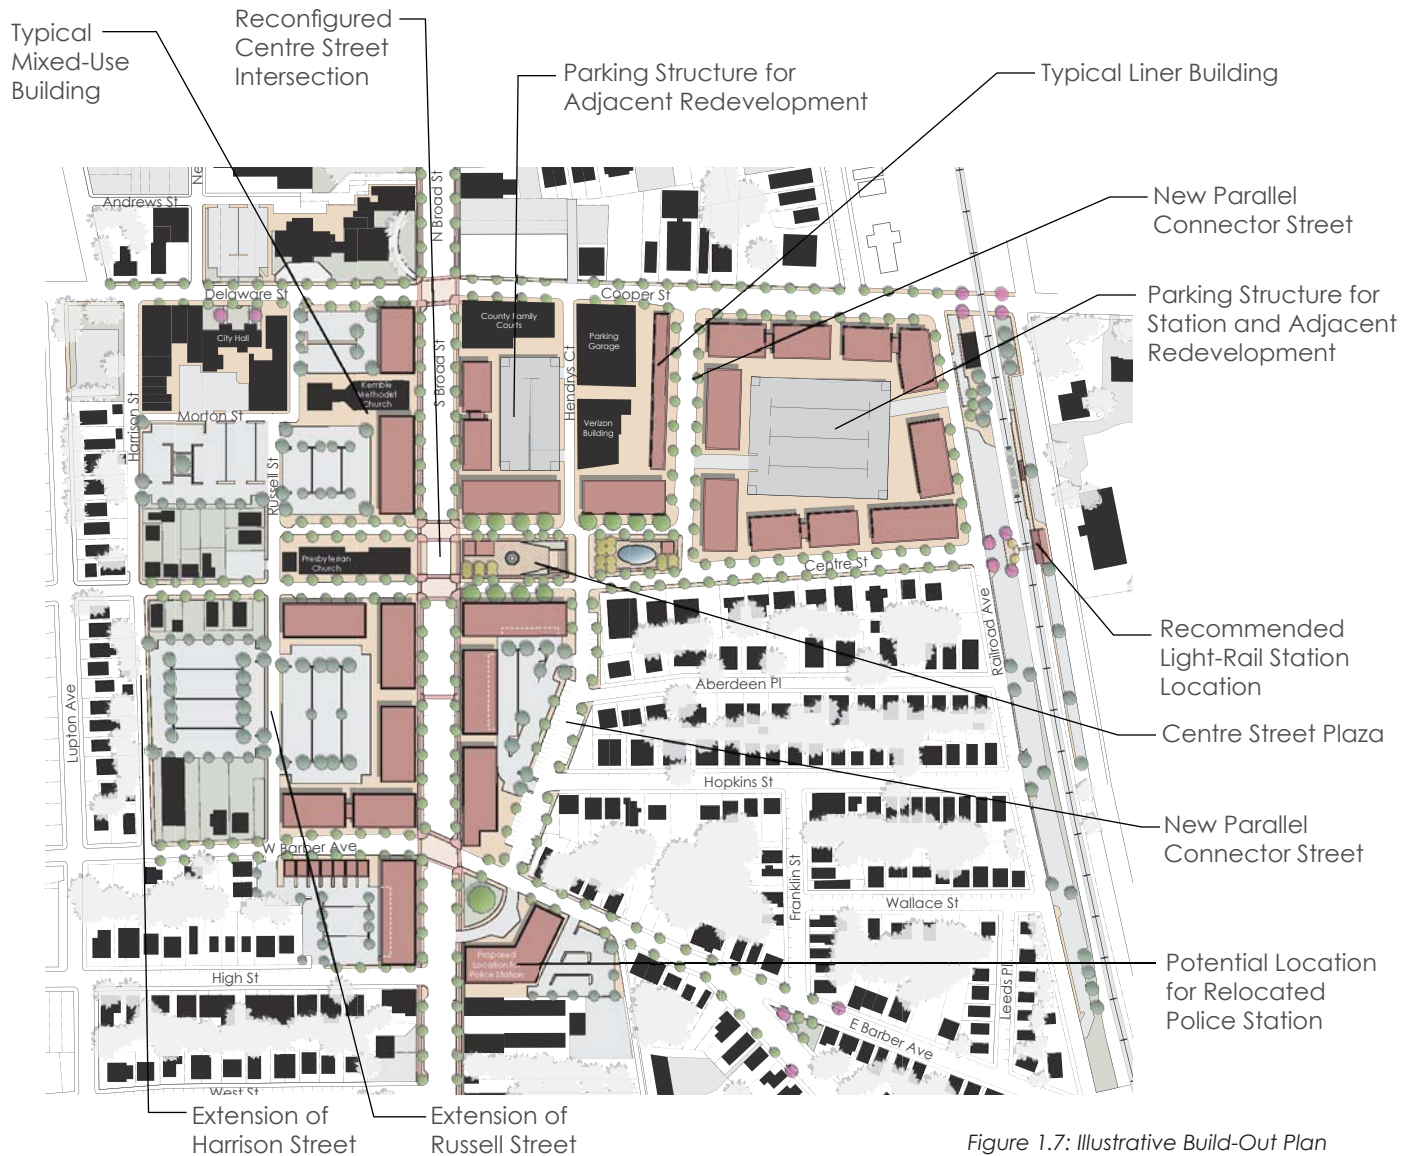 Reconfigured
Centre Street
Intersection
Typical
Mixed-Use
Building
Parking Structure for
Adjacent Redevelopment
Typical Liner Building
New Parallel
Connector Street
Parking Structure for
Station and Adjacent
Redevelopment
Andrews St
Ne
N Broad St
Delaware St
Cooper St
City Hall
County Family
Courts
Parking
Garage
Hendrys Ct
S Broad St
Kemble
Methodist
Church
Morton St
Harrison St
Verizon
Building
Russell St
Presbyterian
Church
Centre St
Railroad Ave
Recommended
Light-Rail Station
Location
Aberdeen Pl
Lupton Ave
Centre Street Plaza
Hopkins St
New Parallel
Connector Street
W Barber Ave
Franklin St
Wallace St
Proposed
Location for
Police Station
High St
Leeds Pl
Potential Location
for Relocated
Police Station
E Barber Ave
West St
Extension of
Harrison Street
Extension of
Russell Street
Figure 1.7: Illustrative Build-Out Plan